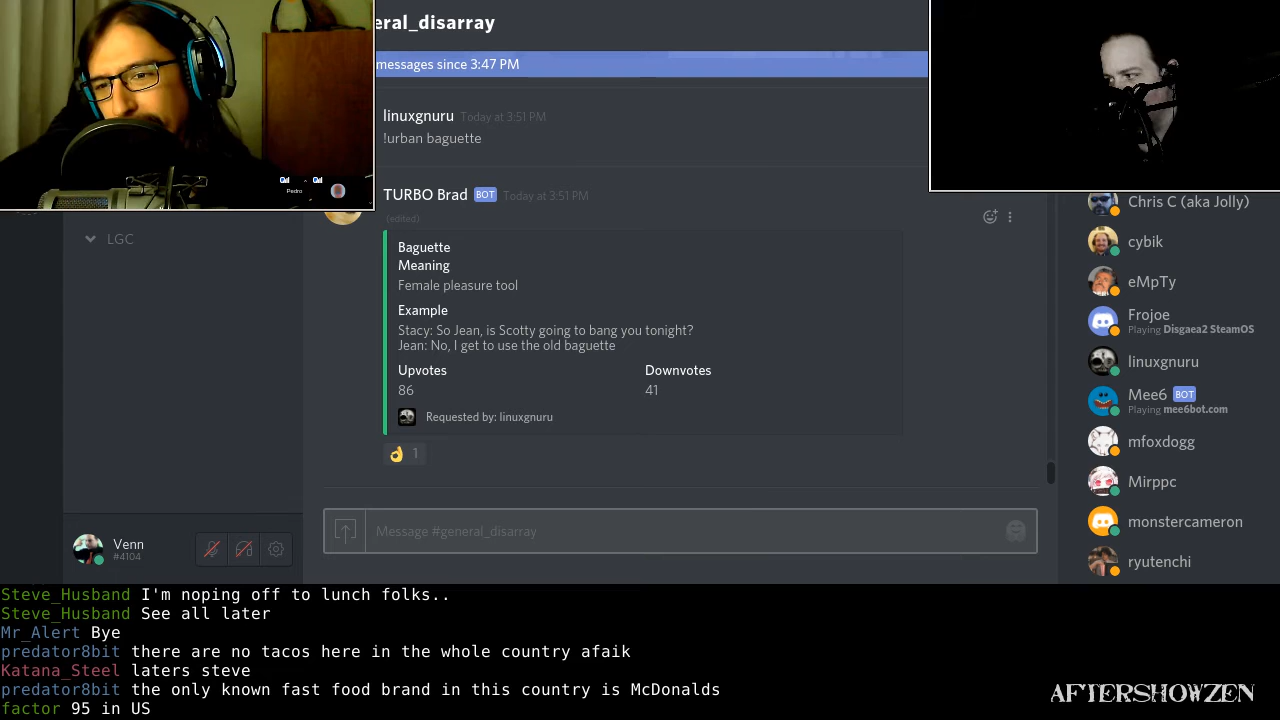 eral_disarray
messages since 3:47 PM
linuxgnuru Today at 3:51 PM
!urban baguette
TURBO Brad BOT Today at 3:51 PM
(edited)
Baguette
Meaning
Female pleasure tool
Example
Stacy: So Jean, is Scotty going to bang you tonight?
Jean: No, I get to use the old baguette
Upvotes Downvotes
86 41
Requested by: linuxgnuru
1
Message #general_disarray
Pedro
LGC
Venn
#4104
Chris C (aka Jolly)
cybik
eMpTy
Frojoe
Playing Disgaea2 SteamOS
linuxgnuru
Mee6 BOT
Playing mee6bot.com
mfoxdogg
Mirppc
monstercameron
ryutenchi
Steve_Husband I'm noping off to lunch folks..
Steve_Husband See all later
Mr_Alert Bye
predator8bit there are no tacos here in the whole country afaik
Katana_Steel laters steve
predator8bit the only known fast food brand in this country is McDonalds
factor 95 in US
AFTERSHOWZEN